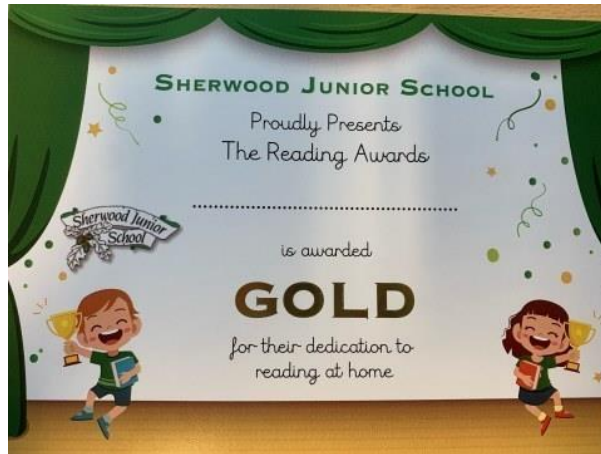 SHERWOOD JUNIOR SCHOOL
Proudly Presents
The Reading Awards
Sherwood Junior
School
is awarded
GOLD
for their dedication to
reading at home